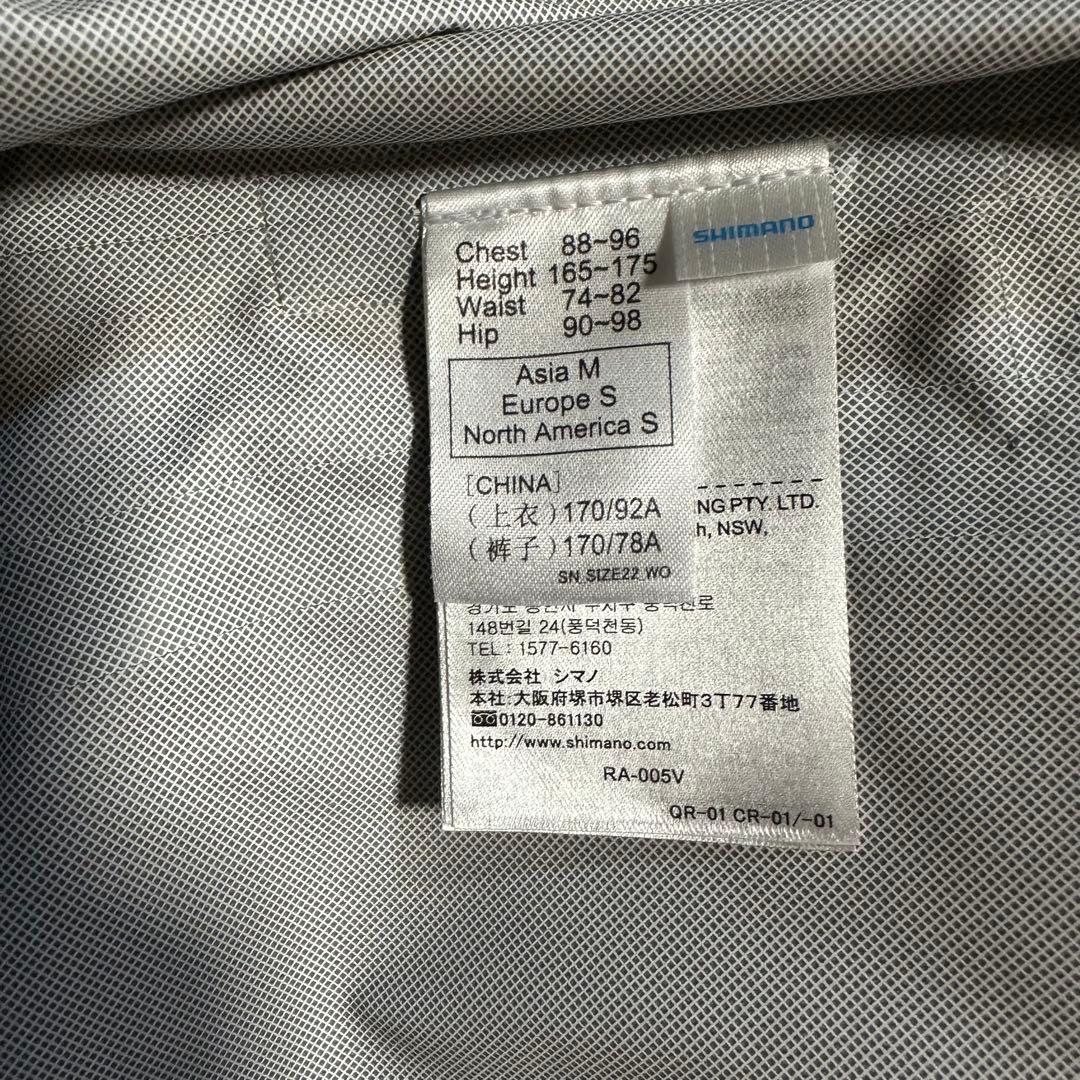 SHIMANO
Chest 88~96
Height 165~175
Waist 74~82
Hip 90~98
Asia M
Europe S
North America S
[CHINA]
(上衣)170/92A
(裤子)170/78A
SN SIZE22 WO
NG PTY. LTD.
h, NSW,
148번길 24(풍덕천동)
TEL : 1577-6160
株式会社 シマノ
本社:大阪府堺市堺区老松町3丁77番地
0120-861130
http://www.shimano.com
RA-005V
QR-01 CR-01/-01